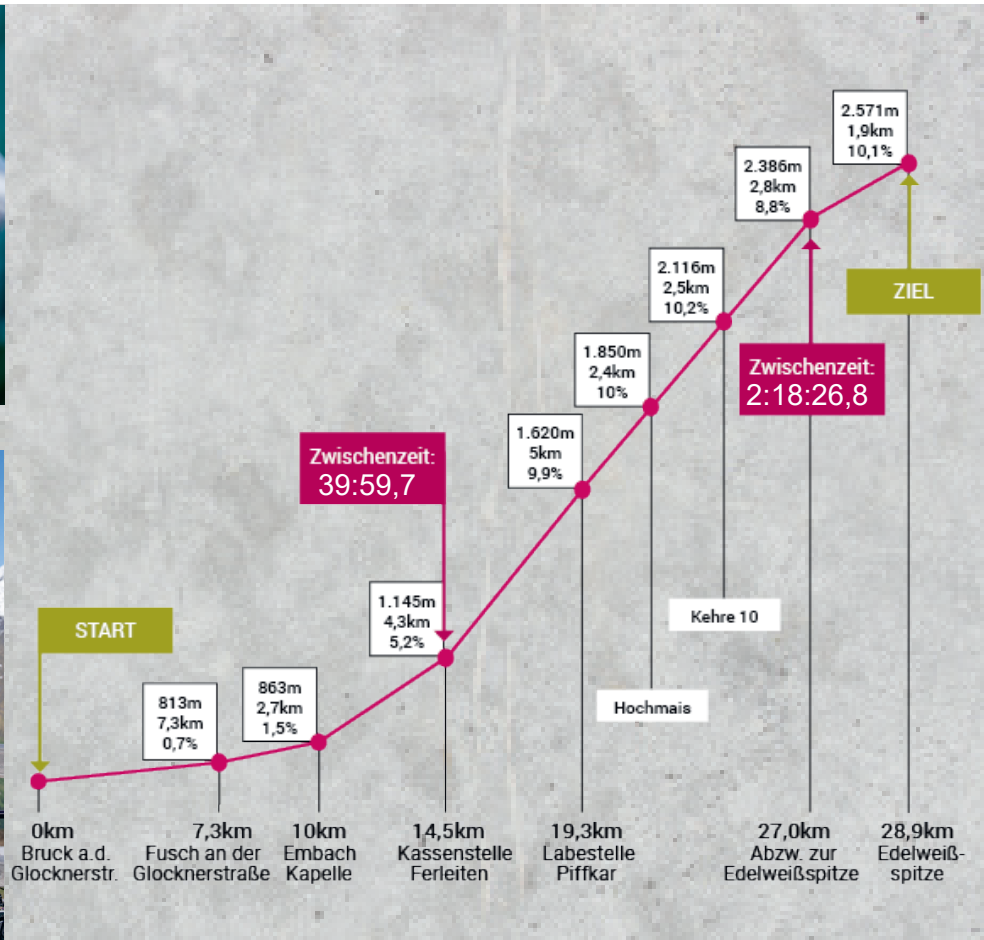 2.571m
1,9km
10,1%
2.386m
2,8km
8,8%
2.116m
2,5km
10,2%
ZIEL
1.850m
2,4km
10%
Zwischenzeit:
2:18:26,8
1.620m
5km
9,9%
Zwischenzeit:
39:59,7
1.145m
4,3km
5,2%
START
Kehre 10
863m
2,7km
1,5%
813m
7,3km
0,7%
Hochmais
0km
Bruck a.d.
Glocknerstr.
7,3km
Fusch an der
Glocknerstraße
10km
Embach
Kapelle
14,5km
Kassenstelle
Ferleiten
19,3km
Labestelle
Piffkar
27,0km
Abzw. zur
Edelweißspitze
28,9km
Edelweiß-
spitze